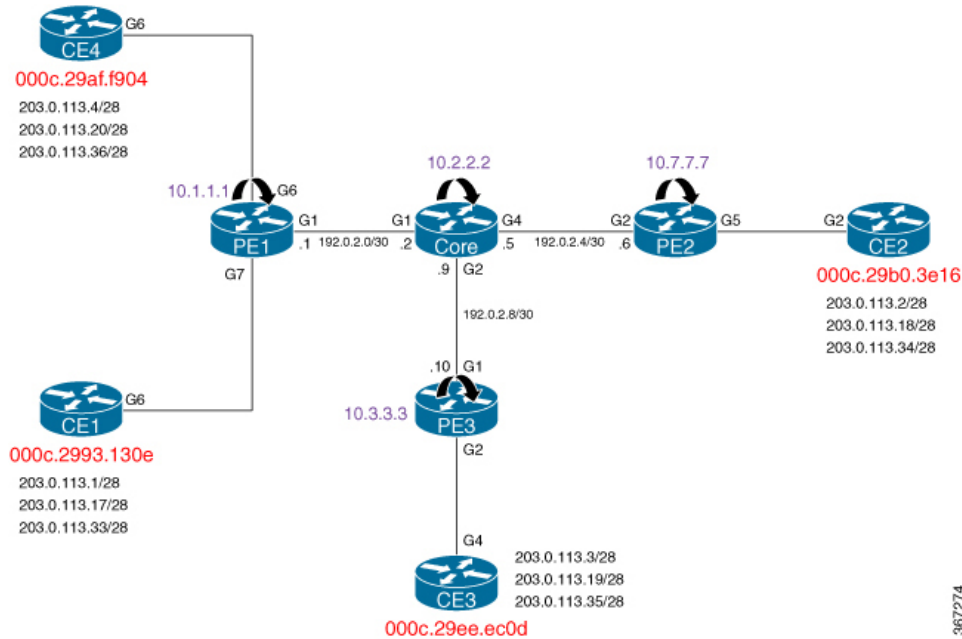 G6
CE4
000c.29af.f904
203.0.113.4/28
203.0.113.20/28
203.0.113.36/28
10.1.1.1
G6
PE1
G1
.1
192.0.2.0/30
G7
10.2.2.2
G1
.2
Core
G4
.5
192.0.2.4/30
.9
G2
10.7.7.7
G2
.6
PE2
G5
G2
CE2
000c.29b0.3e16
203.0.113.2/28
203.0.113.18/28
203.0.113.34/28
192.0.2.8/30
.10
G1
10.3.3.3
PE3
G2
G6
CE1
000c.2993.130e
203.0.113.1/28
203.0.113.17/28
203.0.113.33/28
G4
CE3
000c.29ee.ec0d
203.0.113.3/28
203.0.113.19/28
203.0.113.35/28
367274